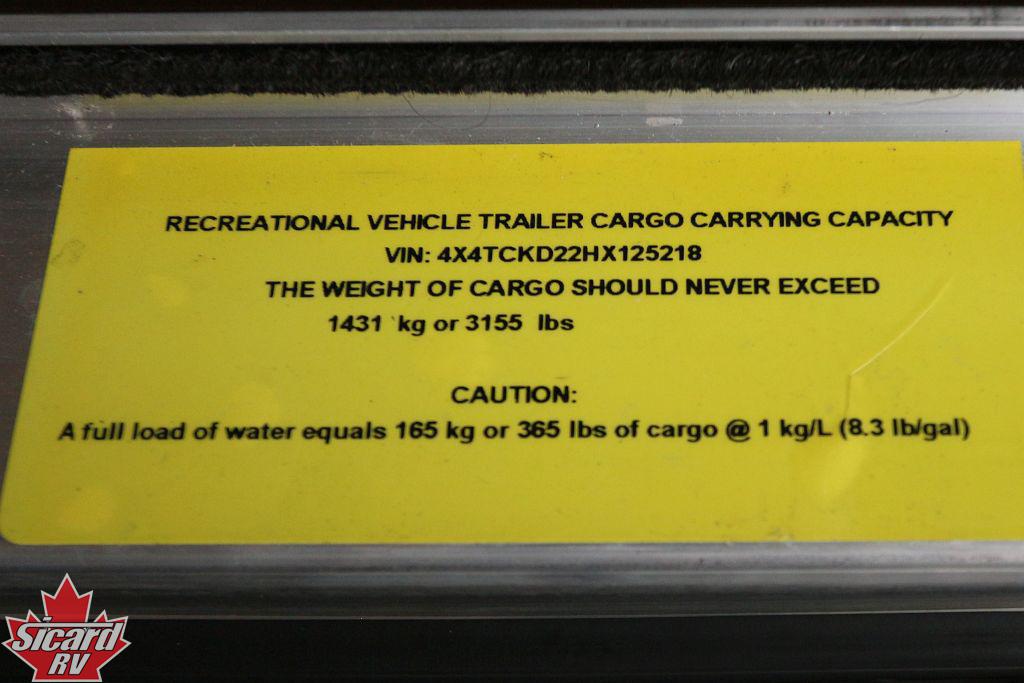 RECREATIONAL VEHICLE TRAILER CARGO CARRYING CAPACITY
VIN: 4X4TCKD22HX125218
THE WEIGHT OF CARGO SHOULD NEVER EXCEED
1431 kg or 3155 lbs
CAUTION:
A full load of water equals 165 kg or 365 lbs of cargo @ 1 kg/L (8.3 lb/gal)
Sicard
RV